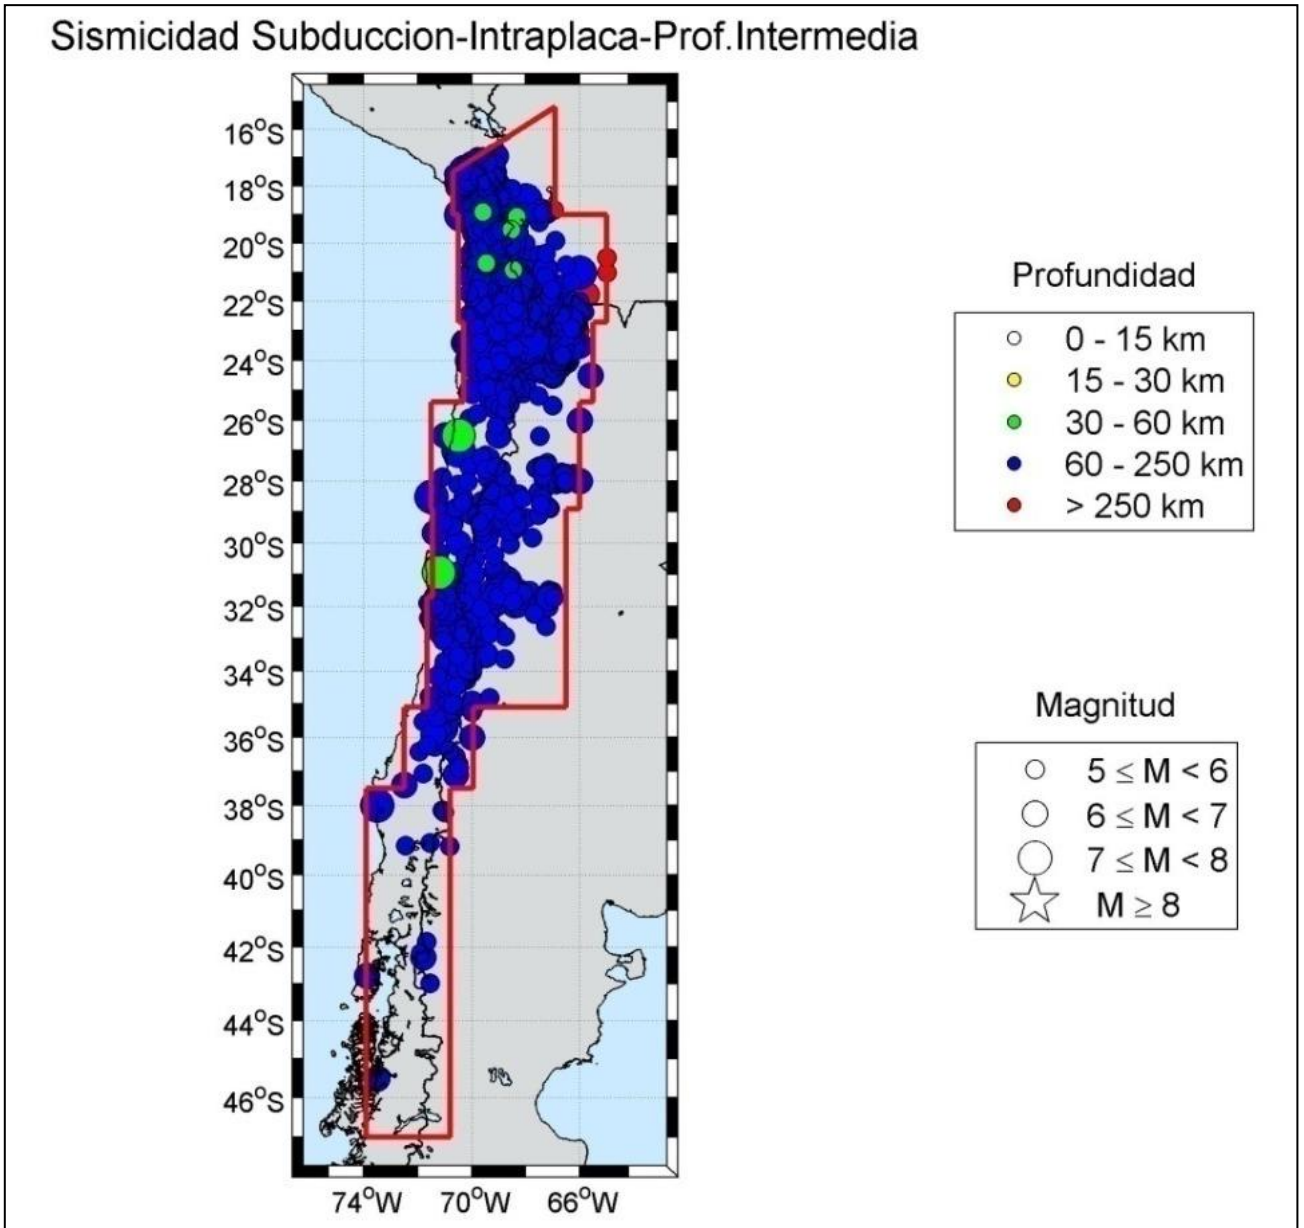 Sismicidad Subduccion-Intraplaca-Prof.Intermedia
16°S
18°S
20°S
22°S
24°S
26°S
28°S
30°S
32°S
34°S
36°S
38°S
40°S
42°S
44°S
46°S
74°W 70°W 66°W
Profundidad
0 - 15 km
15 - 30 km
30 - 60 km
60 - 250 km
> 250 km
Magnitud
5 ≤ M < 6
6 ≤ M < 7
7 ≤ M < 8
M ≥ 8